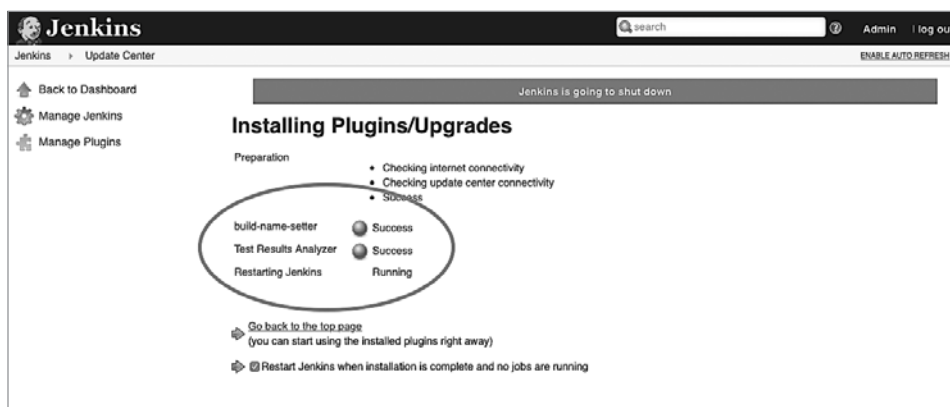 Jenkins
search
Admin | log ou
Jenkins Update Center
ENABLE AUTO REFRESH
Back to Dashboard
Manage Jenkins
Manage Plugins
Jenkins is going to shut down
Installing Plugins/Upgrades
Preparation
• Checking internet connectivity
• Checking update center connectivity
• Success
build-name-setter Success
Test Results Analyzer Success
Restarting Jenkins Running
Go back to the top page
(you can start using the installed plugins right away)
Restart Jenkins when installation is complete and no jobs are running